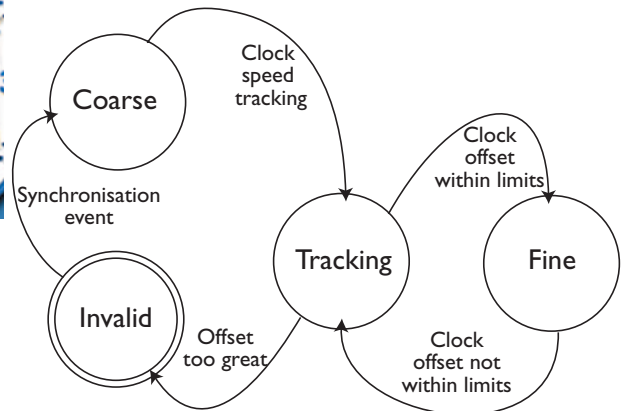 Clock
speed
tracking
Coarse
Clock
offset
within limits
Synchronisation
event
Tracking
Fine
Invalid
Offset
too great
Clock
offset not
within limits